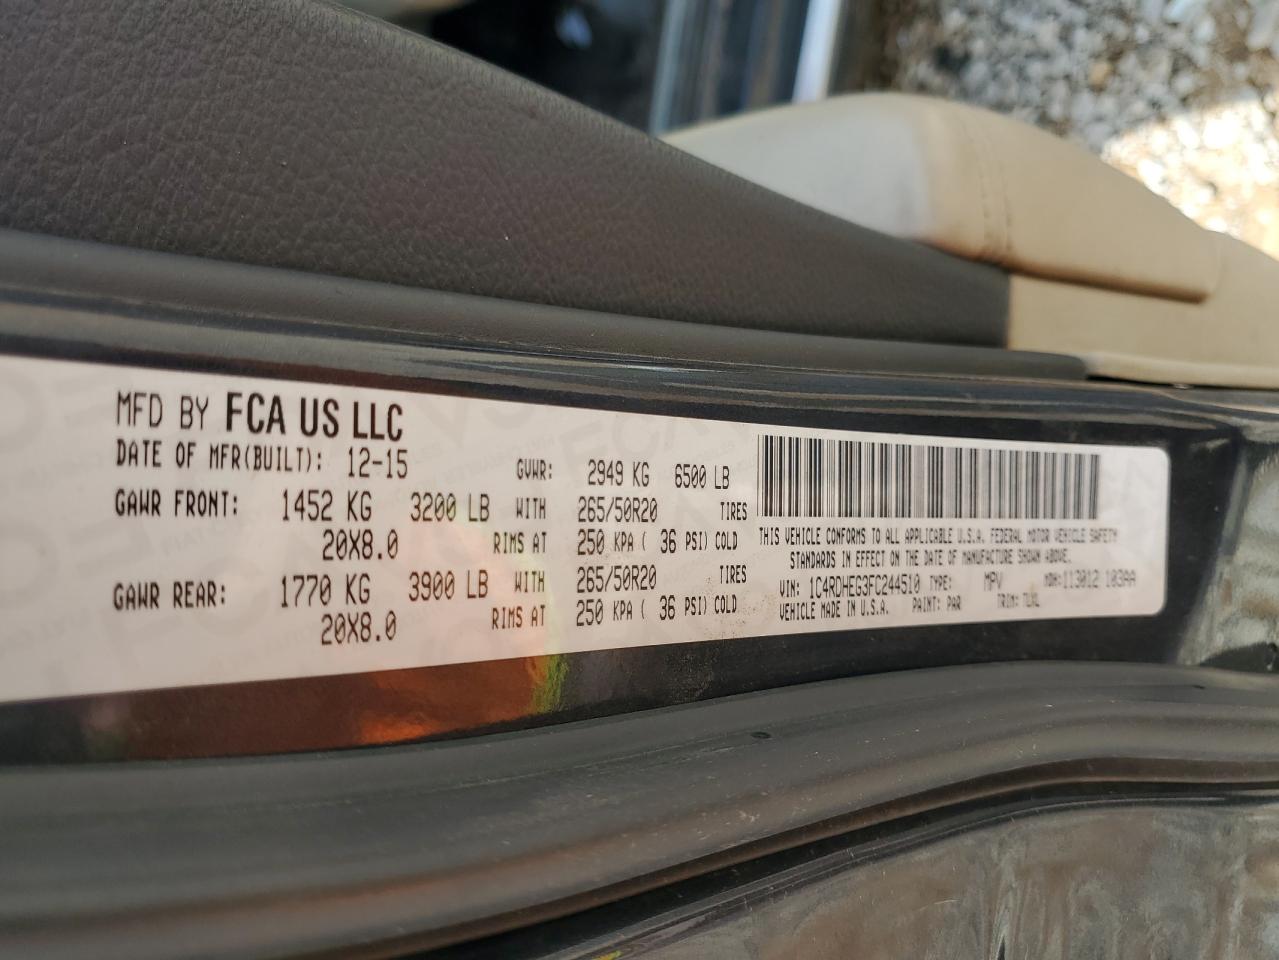 MFD BY FCA US LLC
DATE OF MFR(BUILT): 12-15 GVWR: 2949 KG 6500 LB
GAWR FRONT: 1452 KG 3200 LB WITH 265/50R20 TIRES
20X8.0 RIMS AT 250 KPA ( 36 PSI) COLD
GAWR REAR: 1770 KG 3900 LB WITH 265/50R20 TIRES
20X8.0 RIMS AT 250 KPA ( 36 PSI) COLD
THIS VEHICLE CONFORMS TO ALL APPLICABLE U.S.A. FEDERAL MOTOR VEHICLE SAFETY
STANDARDS IN EFFECT ON THE DATE OF MANUFACTURE SHOWN ABOVE.
VIN: 1C4RDHEG3FC244510 TYPE: MPV MDH: 113012 103AA
VEHICLE MADE IN U.S.A. PAINT: PAR TRIM: